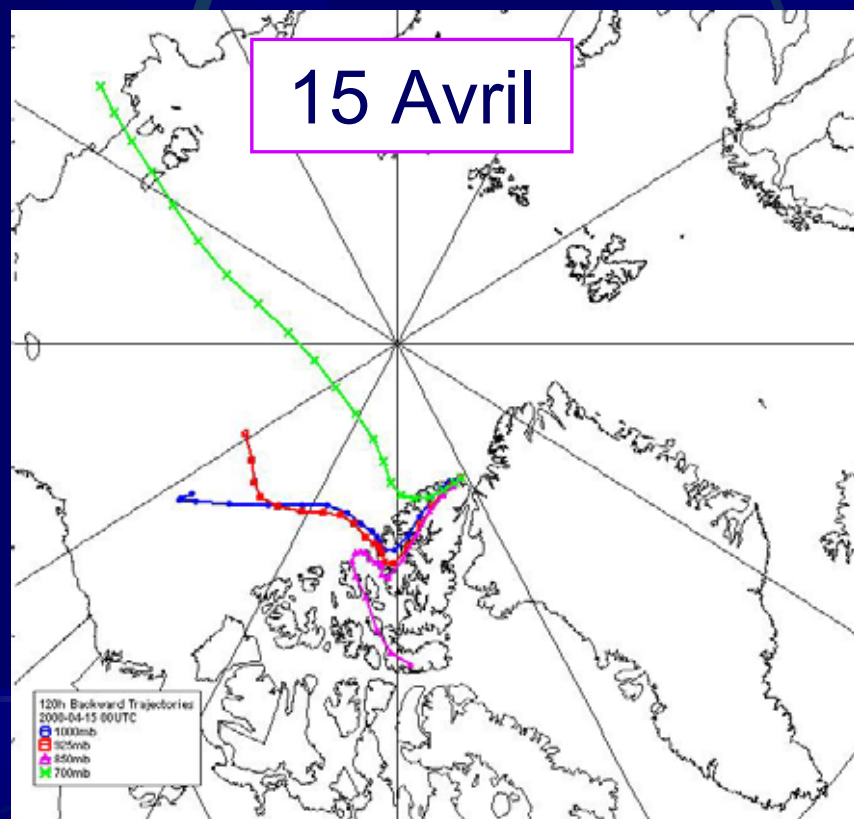 15 Avril
120h Backward Trajectories
2000-04-15 00UTC
1000mb
925mb
850mb
700mb